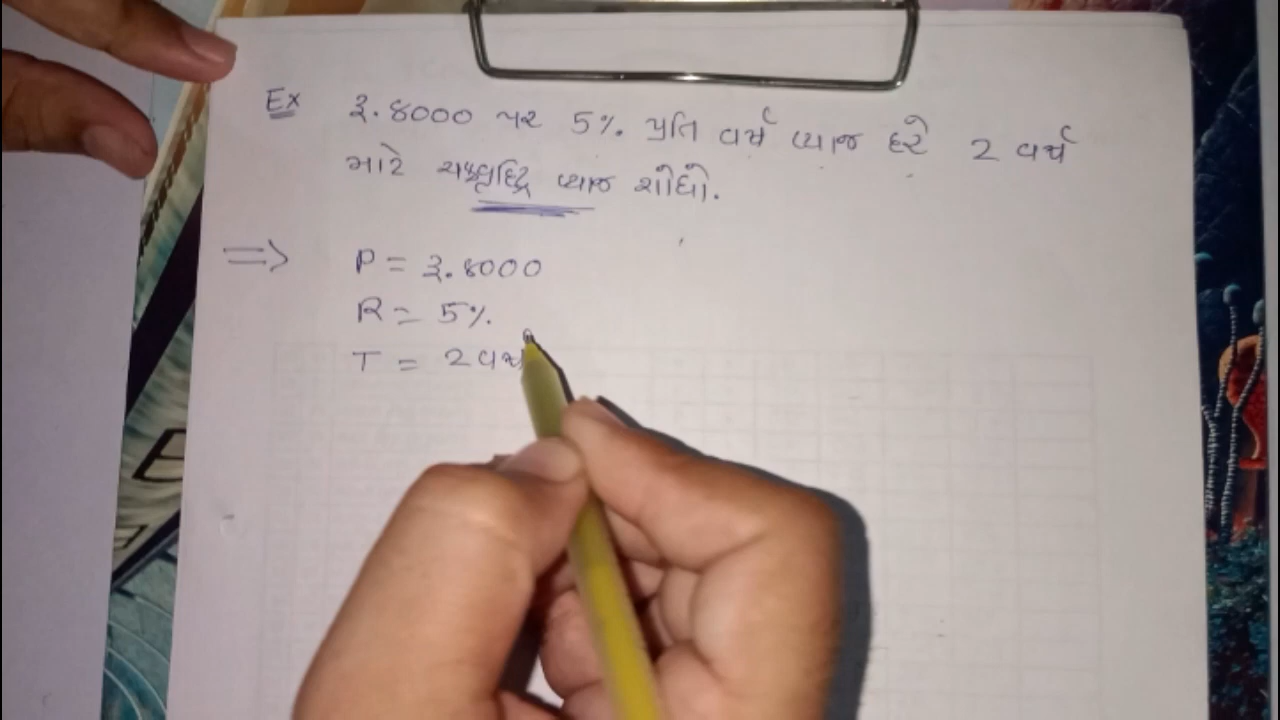 Ex રૂ.8000 પર 5% પ્રતિ વર્ષ વ્યાજ દરે 2 વર્ષ
માટે ચક્રવૃદ્ધિ વ્યાજ શોધો.
⇒ P = રૂ.8000
R = 5%
T = 2 વર્ષ